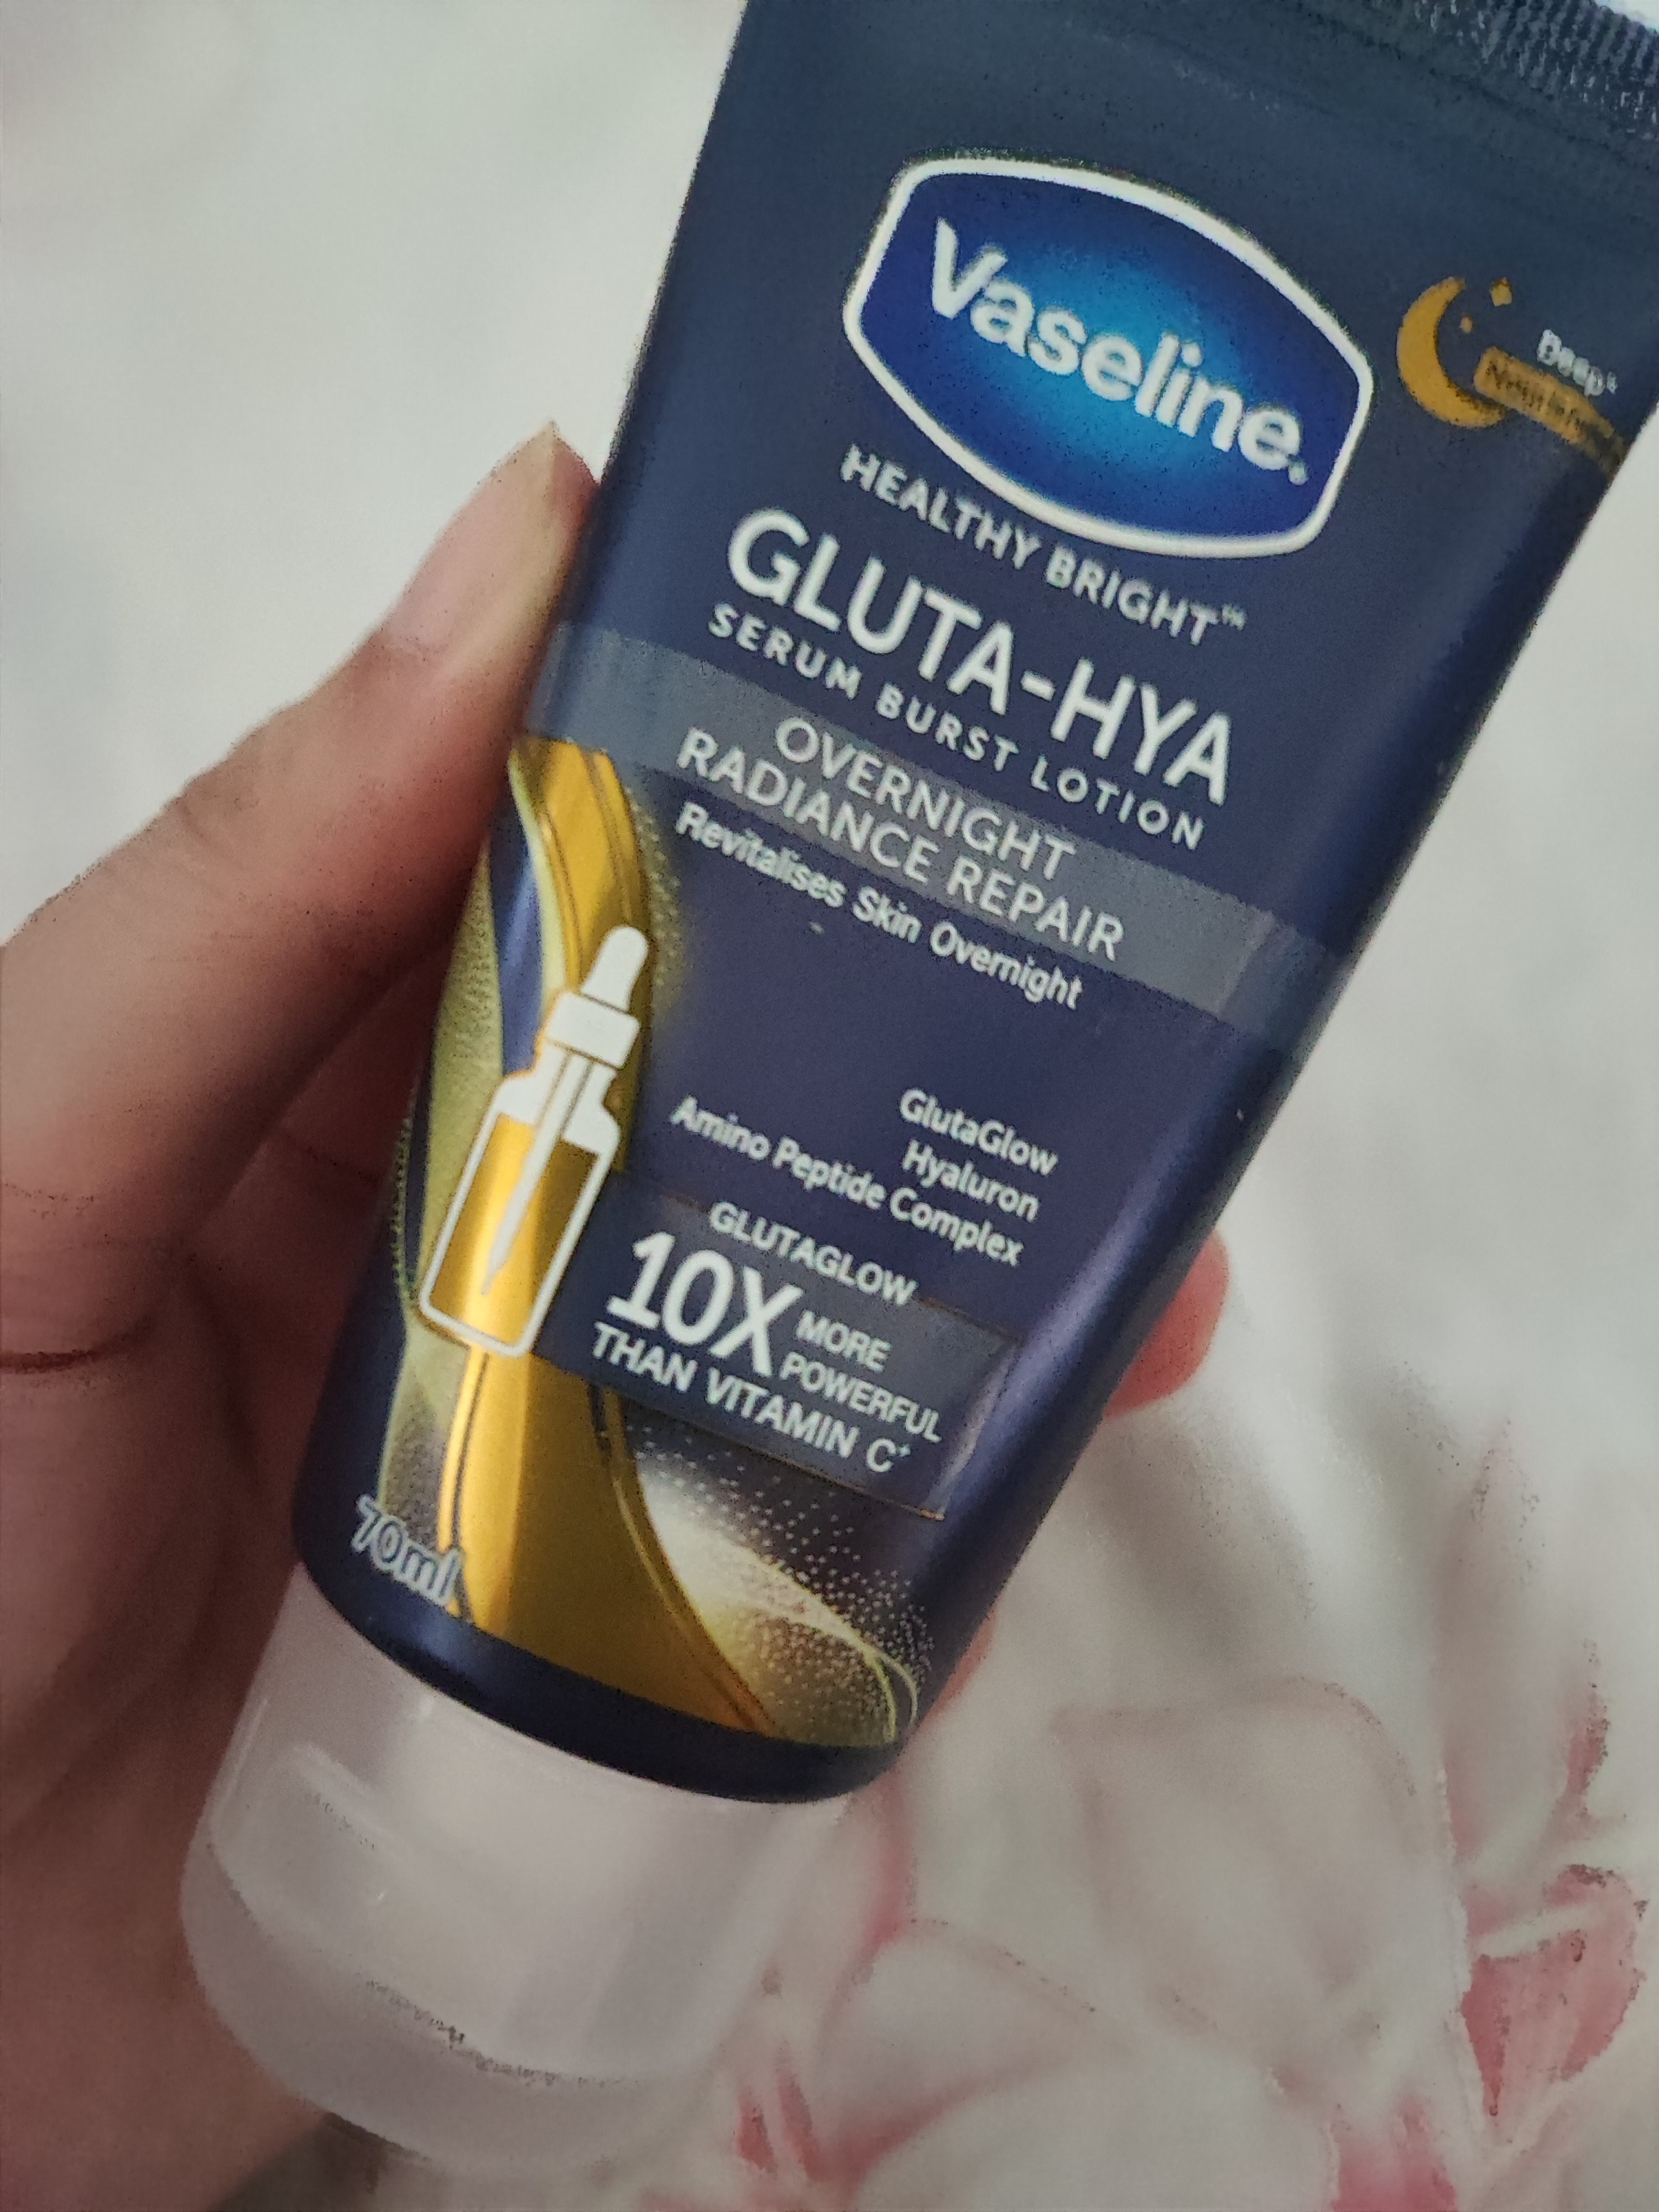 Vaseline.
Deep
HEALTHY BRIGHT™
GLUTA-HYA
SERUM BURST LOTION
OVERNIGHT
RADIANCE REPAIR
Revitalises Skin Overnight
GlutaGlow
Hyaluron
Amino Peptide Complex
GLUTAGLOW
10X MORE
POWERFUL
THAN VITAMIN C⁺
70ml